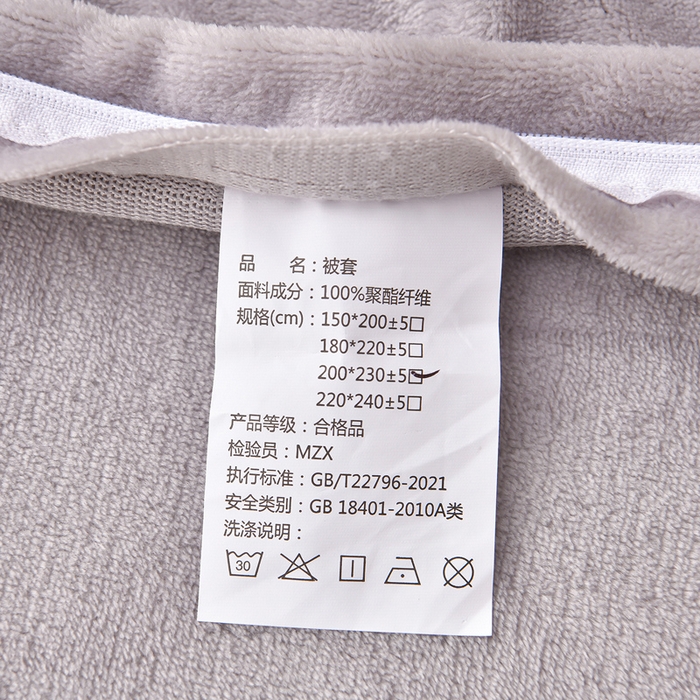 品　　名：被套
面料成分：100%聚酯纤维
规格(cm)：150*200±5□
180*220±5□
200*230±5□
220*240±5□
产品等级：合格品
检验员：MZX
执行标准：GB/T22796-2021
安全类别：GB 18401-2010A类
洗涤说明：
30